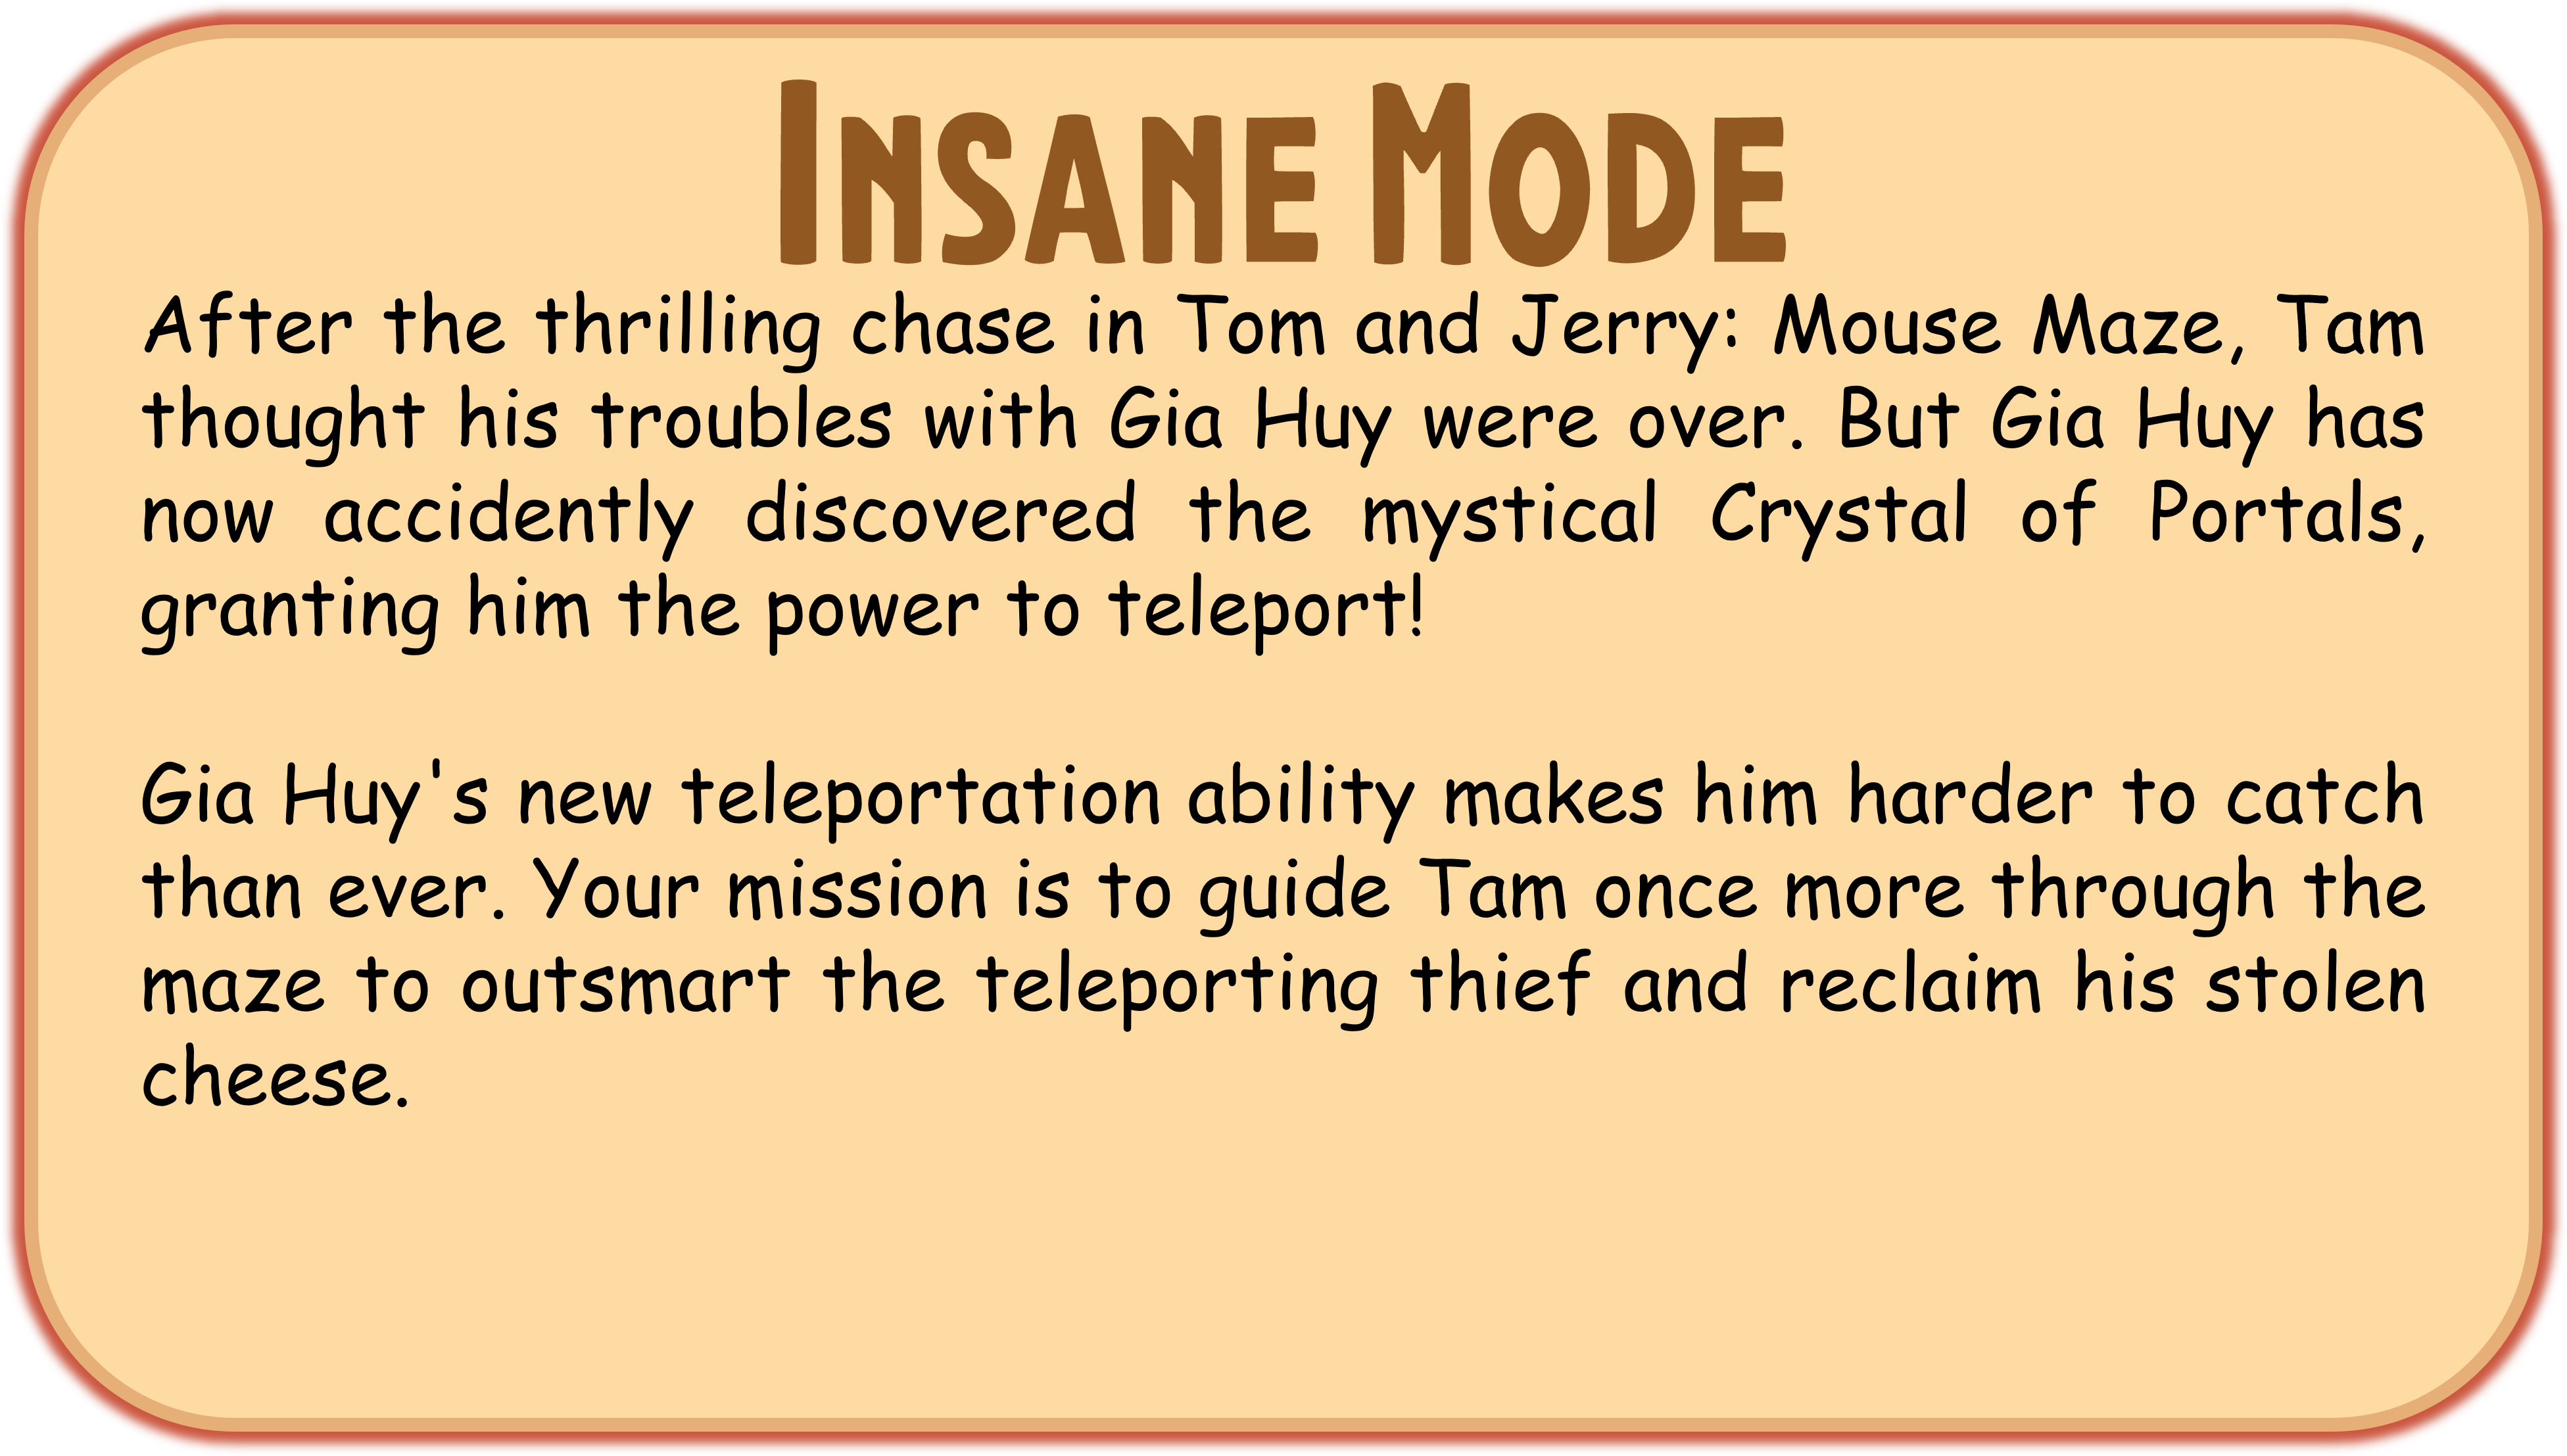 Insane Mode
After the thrilling chase in Tom and Jerry: Mouse Maze, Tam
thought his troubles with Gia Huy were over. But Gia Huy has
now accidently discovered the mystical Crystal of Portals,
granting him the power to teleport!
Gia Huy's new teleportation ability makes him harder to catch
than ever. Your mission is to guide Tam once more through the
maze to outsmart the teleporting thief and reclaim his stolen
cheese.